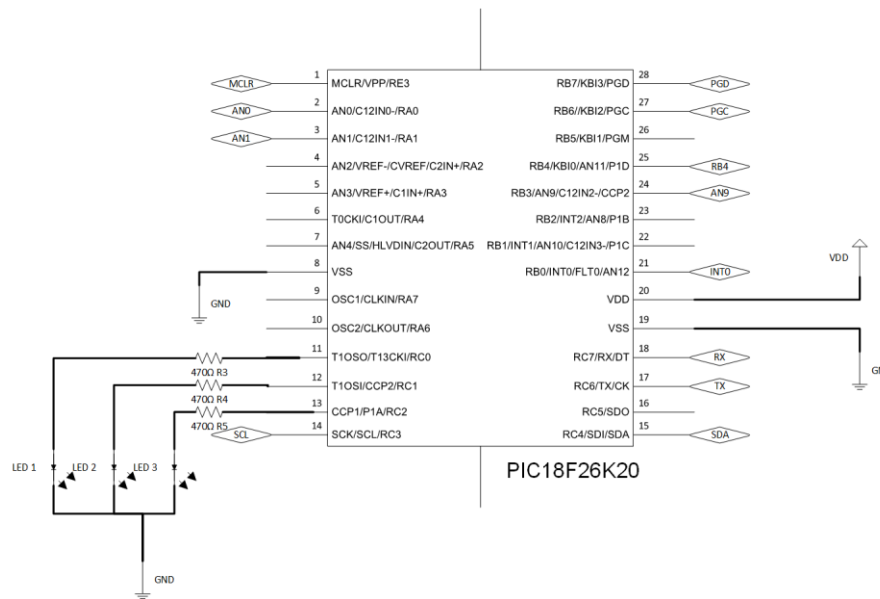 MCLR 1 MCLR/VPP/RE3 RB7/KBI3/PGD 28 PGD
AN0 2 AN0/C12IN0-/RA0 RB6//KBI2/PGC 27 PGC
AN1 3 AN1/C12IN1-/RA1 RB5/KBI1/PGM 26
4 AN2/VREF-/CVREF/C2IN+/RA2 RB4/KBI0/AN11/P1D 25 RB4
5 AN3/VREF+/C1IN+/RA3 RB3/AN9/C12IN2-/CCP2 24 AN9
6 T0CKI/C1OUT/RA4 RB2/INT2/AN8/P1B 23
7 AN4/SS/HLVDIN/C2OUT/RA5 RB1/INT1/AN10/C12IN3-/P1C 22
VDD
8 VSS RB0/INT0/FLT0/AN12 21 INT0
GND 9 OSC1/CLKIN/RA7 VDD 20
10 OSC2/CLKOUT/RA6 VSS 19
11 T1OSO/T13CKI/RC0 RC7/RX/DT 18 RX
470Ω R3
12 T1OSI/CCP2/RC1 RC6/TX/CK 17 TX
470Ω R4
13 CCP1/P1A/RC2 RC5/SDO 16
470Ω R5
SCL 14 SCK/SCL/RC3 RC4/SDI/SDA 15 SDA
LED 1 LED 2 LED 3
PIC18F26K20
GND